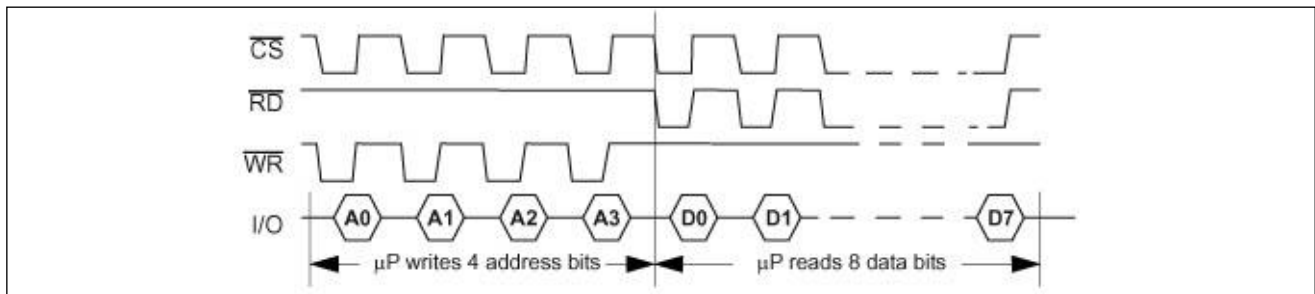 CS
RD
WR
I/O A0 A1 A2 A3 D0 D1 D7
µP writes 4 address bits µP reads 8 data bits